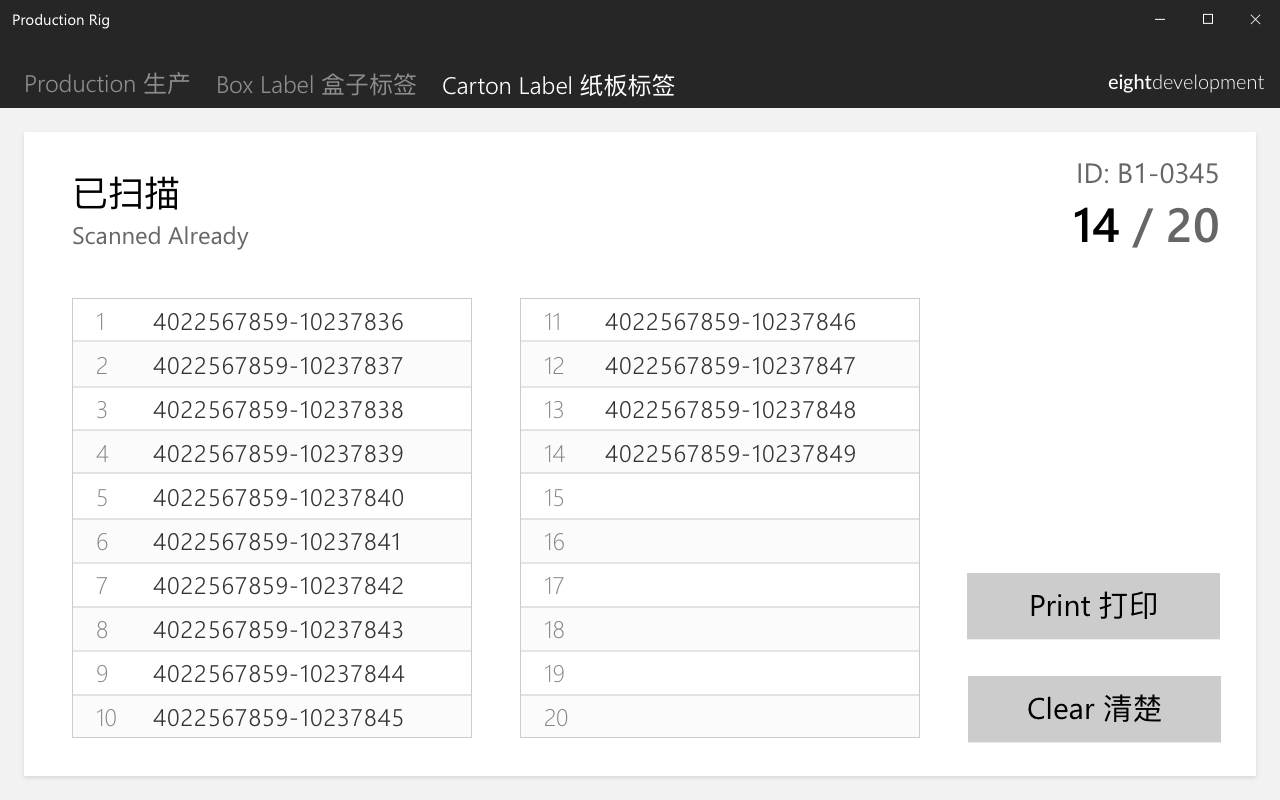 Production Rig
Production 生产 Box Label 盒子标签 Carton Label 纸板标签 eightdevelopment
已扫描
Scanned Already
ID: B1-0345
14 / 20
1 4022567859-10237836
2 4022567859-10237837
3 4022567859-10237838
4 4022567859-10237839
5 4022567859-10237840
6 4022567859-10237841
7 4022567859-10237842
8 4022567859-10237843
9 4022567859-10237844
10 4022567859-10237845
11 4022567859-10237846
12 4022567859-10237847
13 4022567859-10237848
14 4022567859-10237849
15
16
17
18
19
20
Print 打印
Clear 清楚